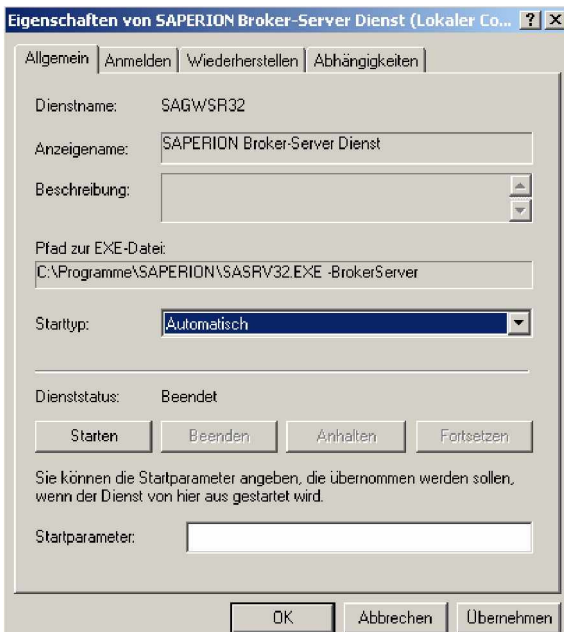 Eigenschaften von SAPERION Broker-Server Dienst (Lokaler Co...
Allgemein Anmelden Wiederherstellen Abhängigkeiten
Dienstname: SAGWSR32
Anzeigename: SAPERION Broker-Server Dienst
Beschreibung:
Pfad zur EXE-Datei:
C:\Programme\SAPERION\SASRV32.EXE -BrokerServer
Starttyp: Automatisch
Dienststatus: Beendet
Starten Beenden Anhalten Fortsetzen
Sie können die Startparameter angeben, die übernommen werden sollen,
wenn der Dienst von hier aus gestartet wird.
Startparameter:
OK Abbrechen Übernehmen